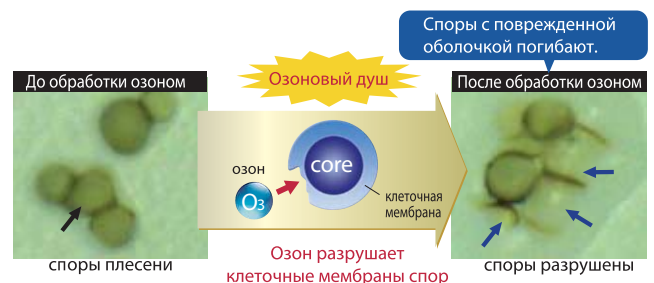 Споры с поврежденной
оболочкой погибают.
До обработки озоном
Озоновый душ
После обработки озоном
озон
O3
core
клеточная
мембрана
споры плесени
Озон разрушает
клеточные мембраны спор
споры разрушены